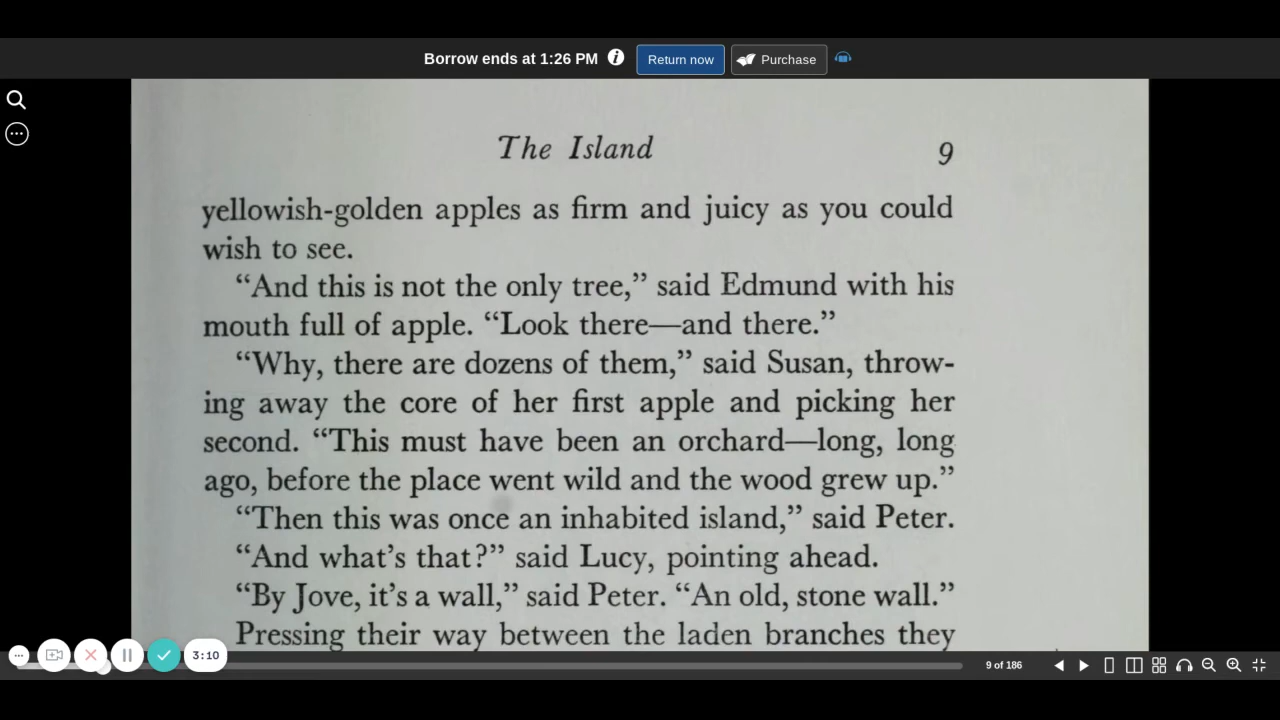 Borrow ends at 1:26 PM i Return now Purchase
The Island 9
yellowish-golden apples as firm and juicy as you could
wish to see.
“And this is not the only tree,” said Edmund with his
mouth full of apple. “Look there—and there.”
“Why, there are dozens of them,” said Susan, throw-
ing away the core of her first apple and picking her
second. “This must have been an orchard—long, long
ago, before the place went wild and the wood grew up.”
“Then this was once an inhabited island,” said Peter.
“And what’s that?” said Lucy, pointing ahead.
“By Jove, it’s a wall,” said Peter. “An old, stone wall.”
Pressing their way between the laden branches they
3:10
9 of 186